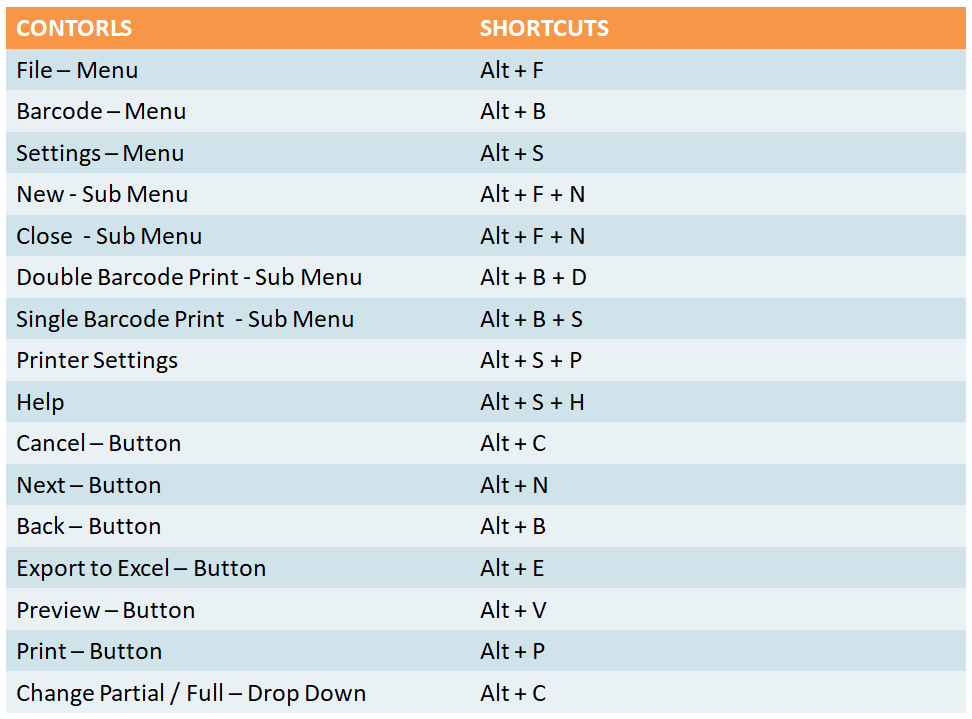 CONTORLS SHORTCUTS
File – Menu Alt + F
Barcode – Menu Alt + B
Settings – Menu Alt + S
New - Sub Menu Alt + F + N
Close - Sub Menu Alt + F + N
Double Barcode Print - Sub Menu Alt + B + D
Single Barcode Print - Sub Menu Alt + B + S
Printer Settings Alt + S + P
Help Alt + S + H
Cancel – Button Alt + C
Next – Button Alt + N
Back – Button Alt + B
Export to Excel – Button Alt + E
Preview – Button Alt + V
Print – Button Alt + P
Change Partial / Full – Drop Down Alt + C